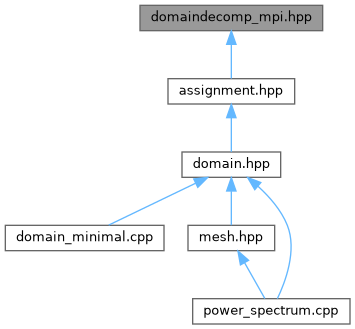 domaindecomp_mpi.hpp
assignment.hpp
domain.hpp
domain_minimal.cpp
mesh.hpp
power_spectrum.cpp